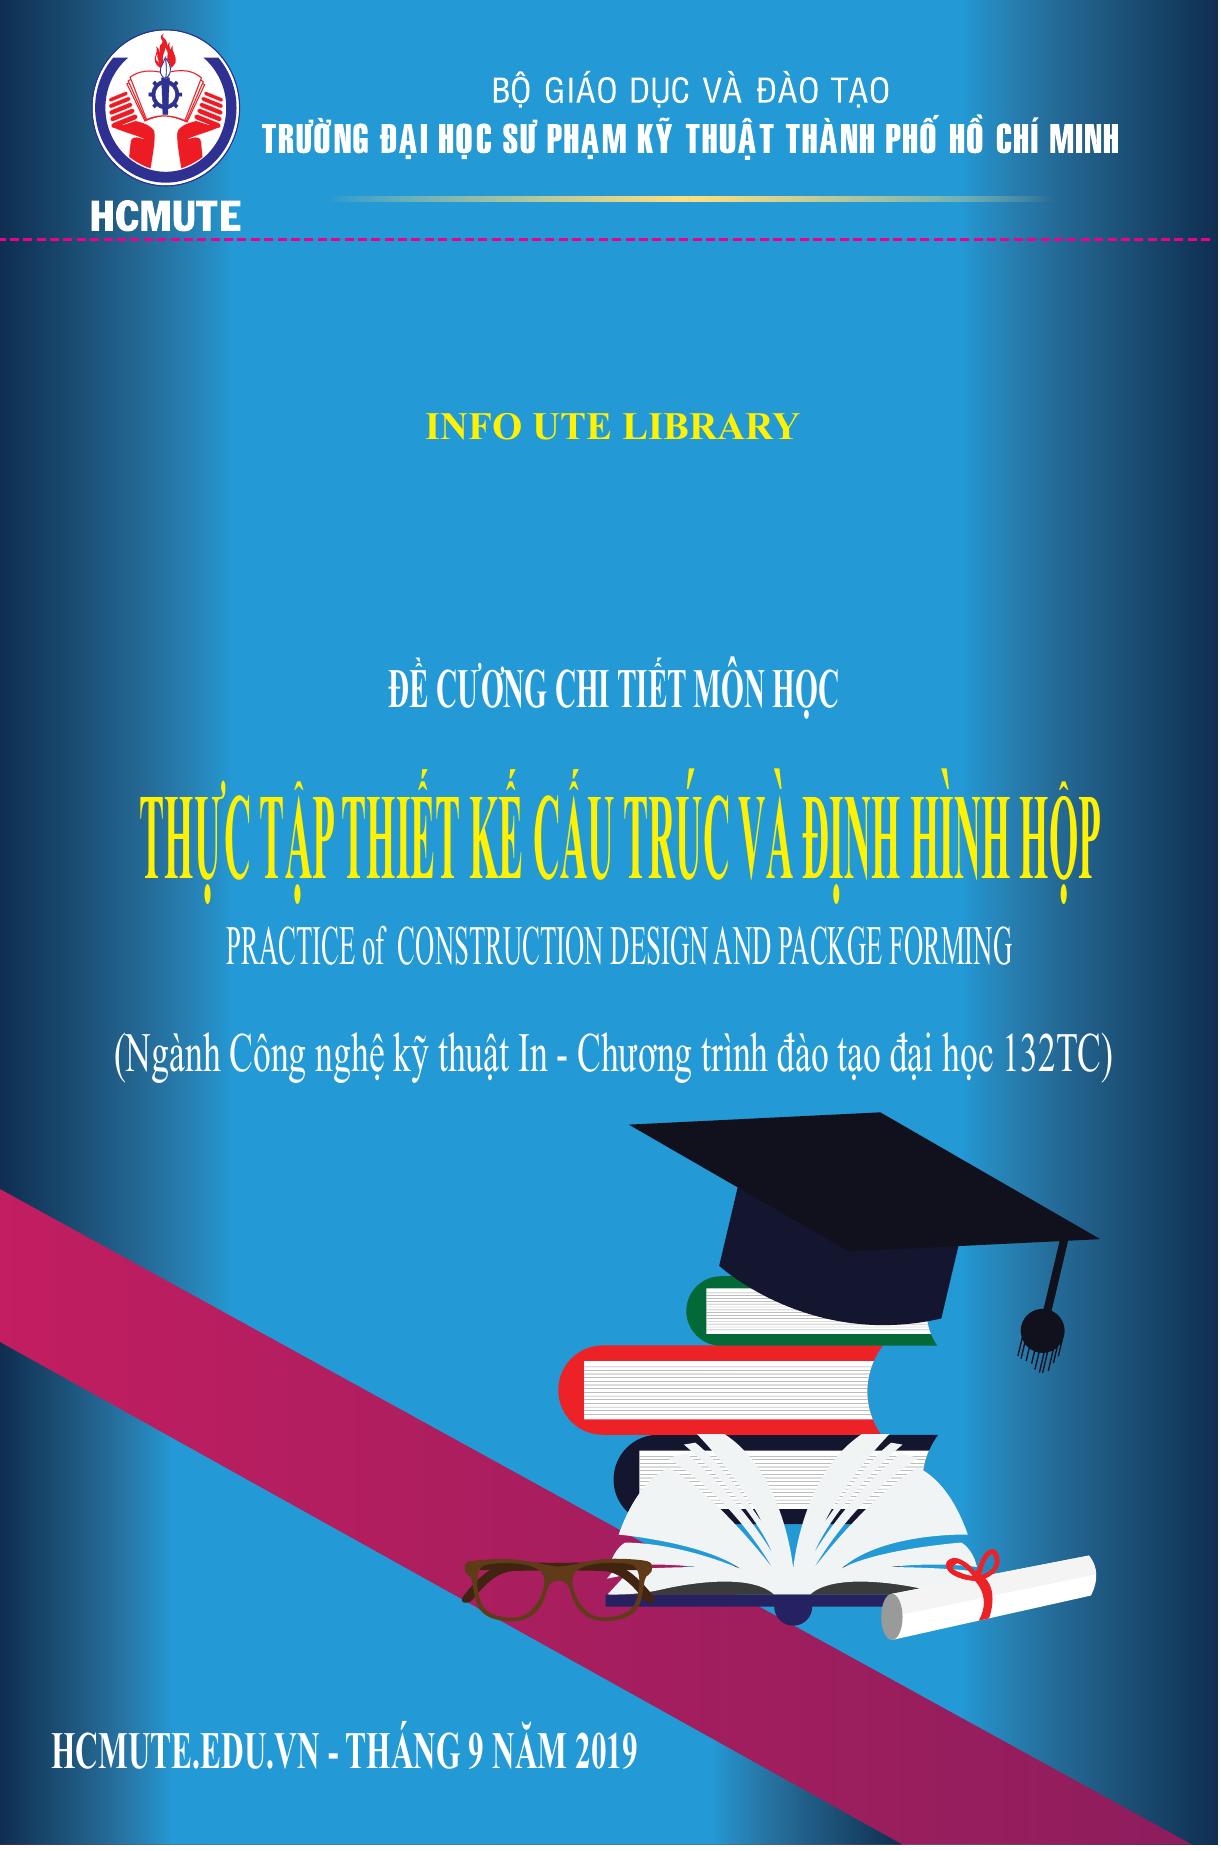 BỘ GIÁO DỤC VÀ ĐÀO TẠO
TRƯỜNG ĐẠI HỌC SƯ PHẠM KỸ THUẬT THÀNH PHỐ HỒ CHÍ MINH
HCMUTE
INFO UTE LIBRARY
ĐỀ CƯƠNG CHI TIẾT MÔN HỌC
THỰC TẬP THIẾT KẾ CẤU TRÚC VÀ ĐỊNH HÌNH HỘP
PRACTICE of CONSTRUCTION DESIGN AND PACKGE FORMING
(Ngành Công nghệ kỹ thuật In - Chương trình đào tạo đại học 132TC)
HCMUTE.EDU.VN - THÁNG 9 NĂM 2019